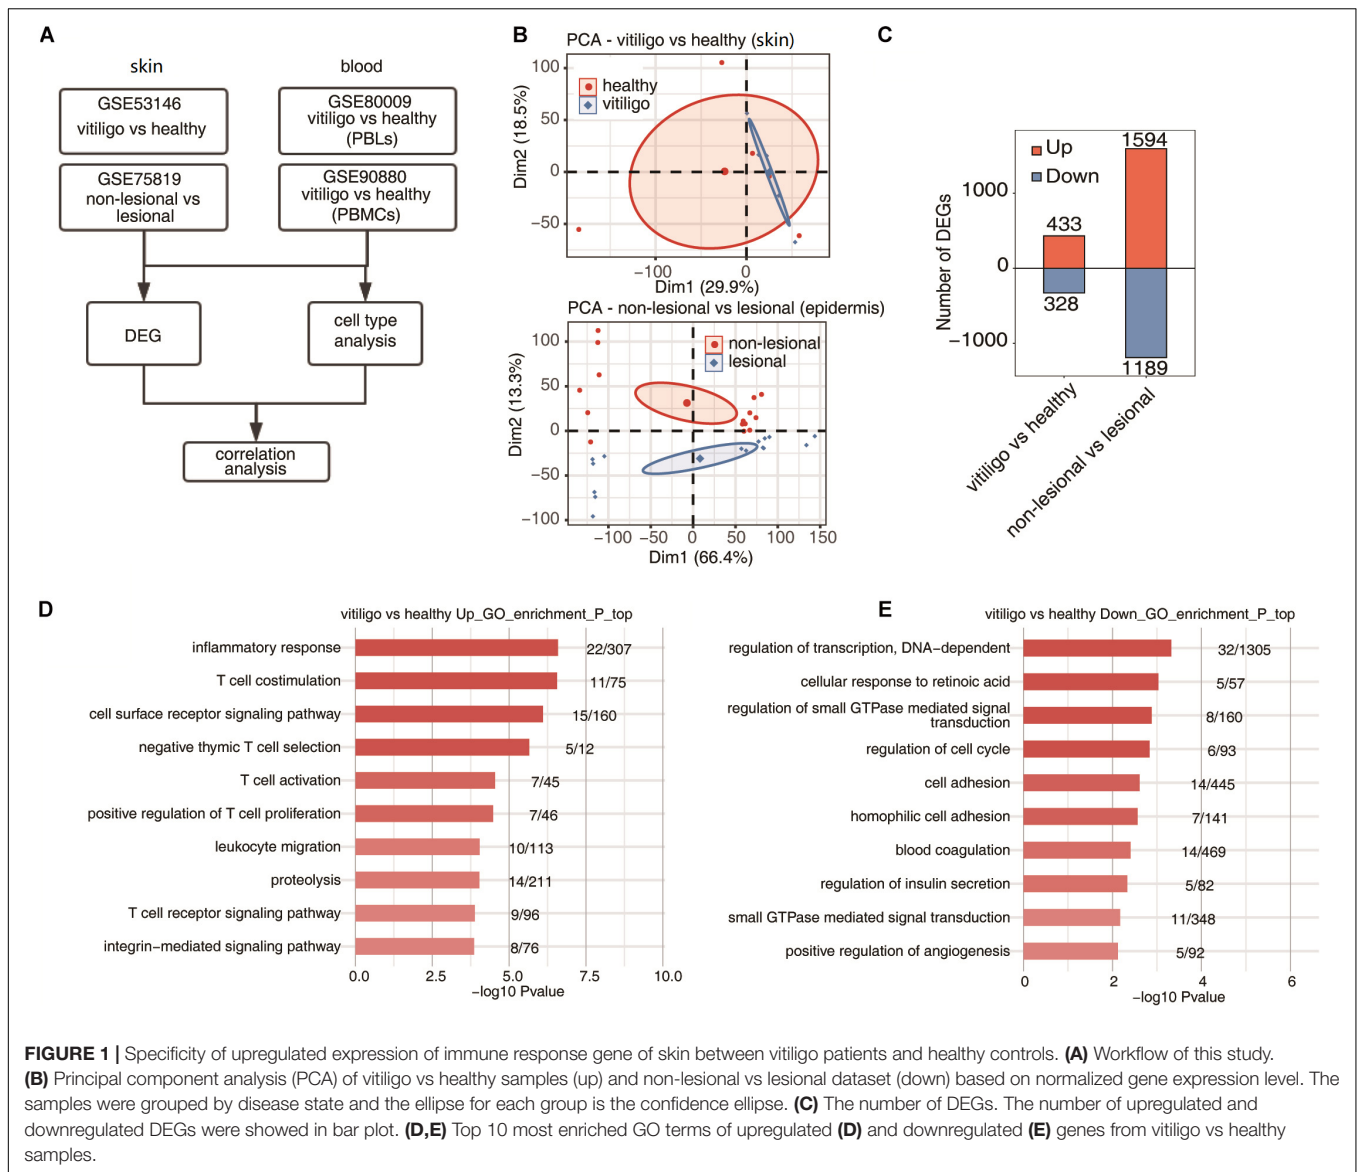 A
skin
blood
GSE53146
vitiligo vs healthy
GSE80009
vitiligo vs healthy
(PBLs)
GSE75819
non-lesional vs
lesional
GSE90880
vitiligo vs healthy
(PBMCs)
DEG
cell type
analysis
correlation
analysis
B
PCA - vitiligo vs healthy (skin)
healthy
vitiligo
100
50
0
−50
Dim2 (18.5%)
−100
0
Dim1 (29.9%)
PCA - non-lesional vs lesional (epidermis)
non-lesional
lesional
100
50
0
−50
−100
Dim2 (13.3%)
−100
−50
0
50
100
150
Dim1 (66.4%)
C
Up
Down
1594
433
328
1189
1000
0
−1000
Number of DEGs
vitiligo vs healthy
non-lesional vs lesional
D
vitiligo vs healthy Up_GO_enrichment_P_top
inflammatory response 22/307
T cell costimulation 11/75
cell surface receptor signaling pathway 15/160
negative thymic T cell selection 5/12
T cell activation 7/45
positive regulation of T cell proliferation 7/46
leukocyte migration 10/113
proteolysis 14/211
T cell receptor signaling pathway 9/96
integrin−mediated signaling pathway 8/76
0.0 2.5 5.0 7.5 10.0
−log10 Pvalue
E
vitiligo vs healthy Down_GO_enrichment_P_top
regulation of transcription, DNA−dependent 32/1305
cellular response to retinoic acid 5/57
regulation of small GTPase mediated signal
transduction 8/160
regulation of cell cycle 6/93
cell adhesion 14/445
homophilic cell adhesion 7/141
blood coagulation 14/469
regulation of insulin secretion 5/82
small GTPase mediated signal transduction 11/348
positive regulation of angiogenesis 5/92
0 2 4 6
−log10 Pvalue
FIGURE 1 | Specificity of upregulated expression of immune response gene of skin between vitiligo patients and healthy controls. (A) Workflow of this study.
(B) Principal component analysis (PCA) of vitiligo vs healthy samples (up) and non-lesional vs lesional dataset (down) based on normalized gene expression level. The
samples were grouped by disease state and the ellipse for each group is the confidence ellipse. (C) The number of DEGs. The number of upregulated and
downregulated DEGs were showed in bar plot. (D,E) Top 10 most enriched GO terms of upregulated (D) and downregulated (E) genes from vitiligo vs healthy
samples.